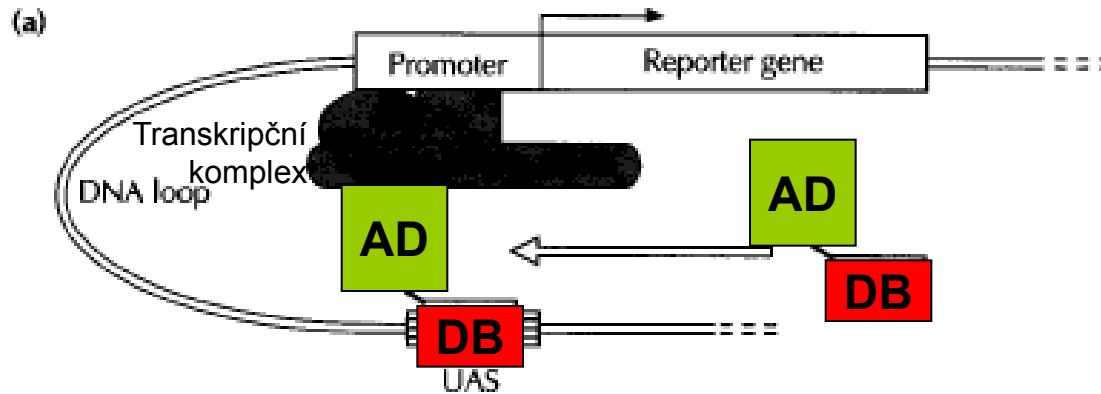 (a)
Promoter
Reporter gene
Transkripční
komplex
DNA loop
AD
AD
DB
DB
UAS